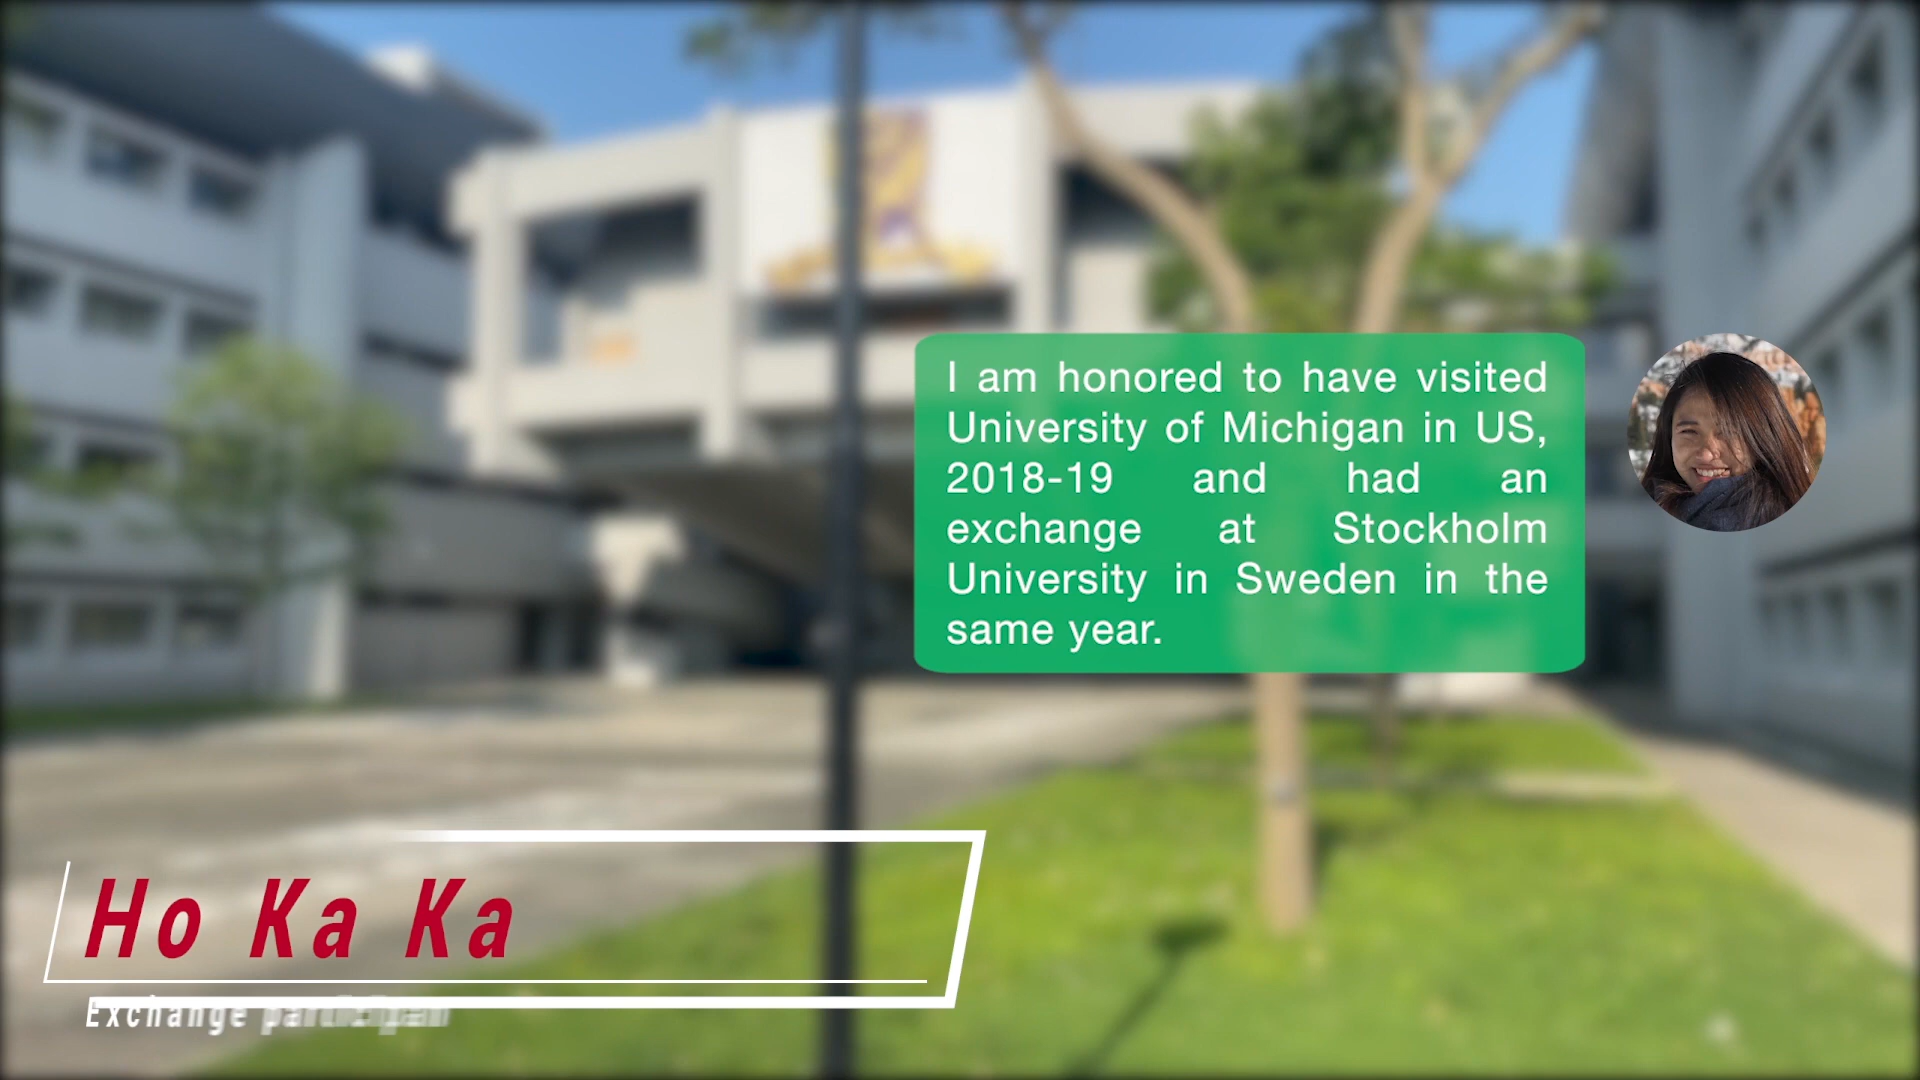 I am honored to have visited
University of Michigan in US,
2018-19 and had an
exchange at Stockholm
University in Sweden in the
same year.
Ho Ka Ka
Exchange